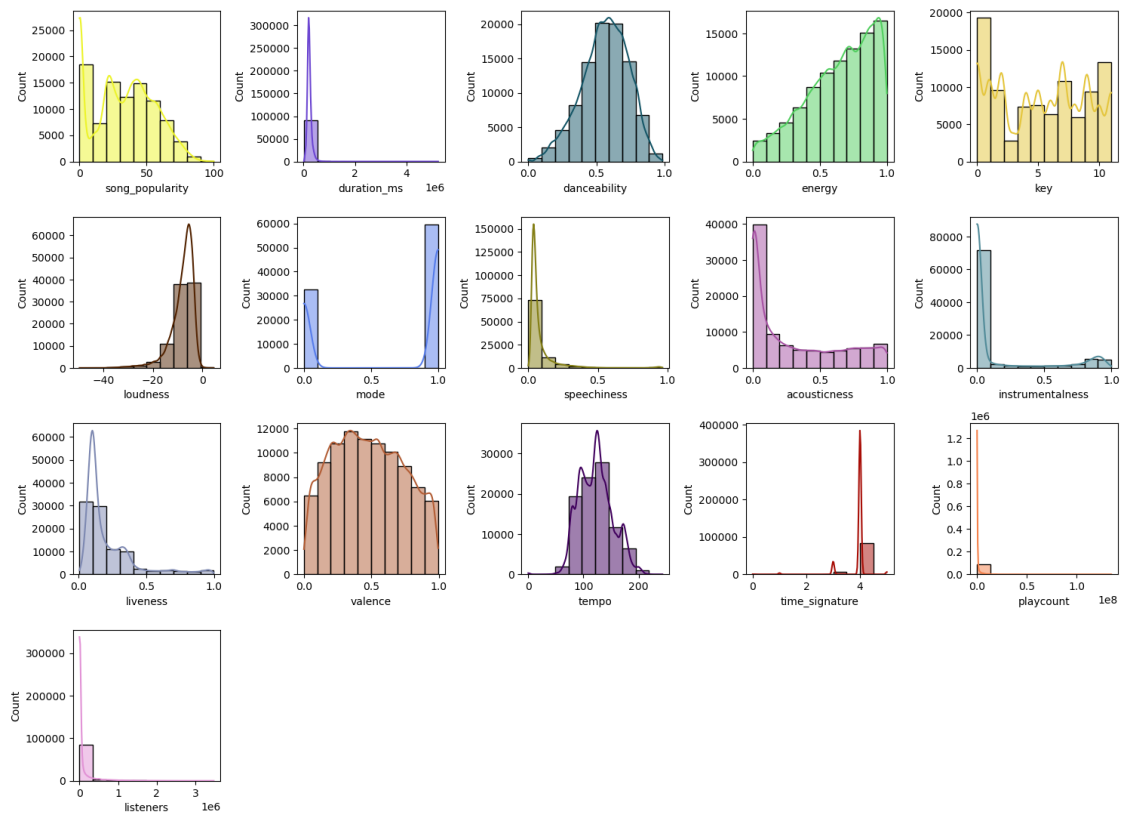 Count
25000
20000
15000
10000
5000
0
0 50 100
song_popularity
Count
300000
250000
200000
150000
100000
50000
0
0 2 4
1e6
duration_ms
Count
20000
15000
10000
5000
0
0.0 0.5 1.0
danceability
Count
15000
10000
5000
0
0.0 0.5 1.0
energy
Count
20000
15000
10000
5000
0
0 5 10
key
Count
60000
50000
40000
30000
20000
10000
0
−40 −20 0
loudness
Count
60000
50000
40000
30000
20000
10000
0
0.0 0.5 1.0
mode
Count
150000
125000
100000
75000
50000
25000
0
0.0 0.5 1.0
speechiness
Count
40000
30000
20000
10000
0
0.0 0.5 1.0
acousticness
Count
80000
60000
40000
20000
0
0.0 0.5 1.0
instrumentalness
Count
60000
50000
40000
30000
20000
10000
0
0.0 0.5 1.0
liveness
Count
12000
10000
8000
6000
4000
2000
0
0.0 0.5 1.0
valence
Count
30000
20000
10000
0
0 100 200
tempo
Count
400000
300000
200000
100000
0
0 2 4
time_signature
1e6
Count
1.2
1.0
0.8
0.6
0.4
0.2
0.0
0.0 0.5 1.0
1e8
playcount
Count
300000
200000
100000
0
0 1 2 3
1e6
listeners